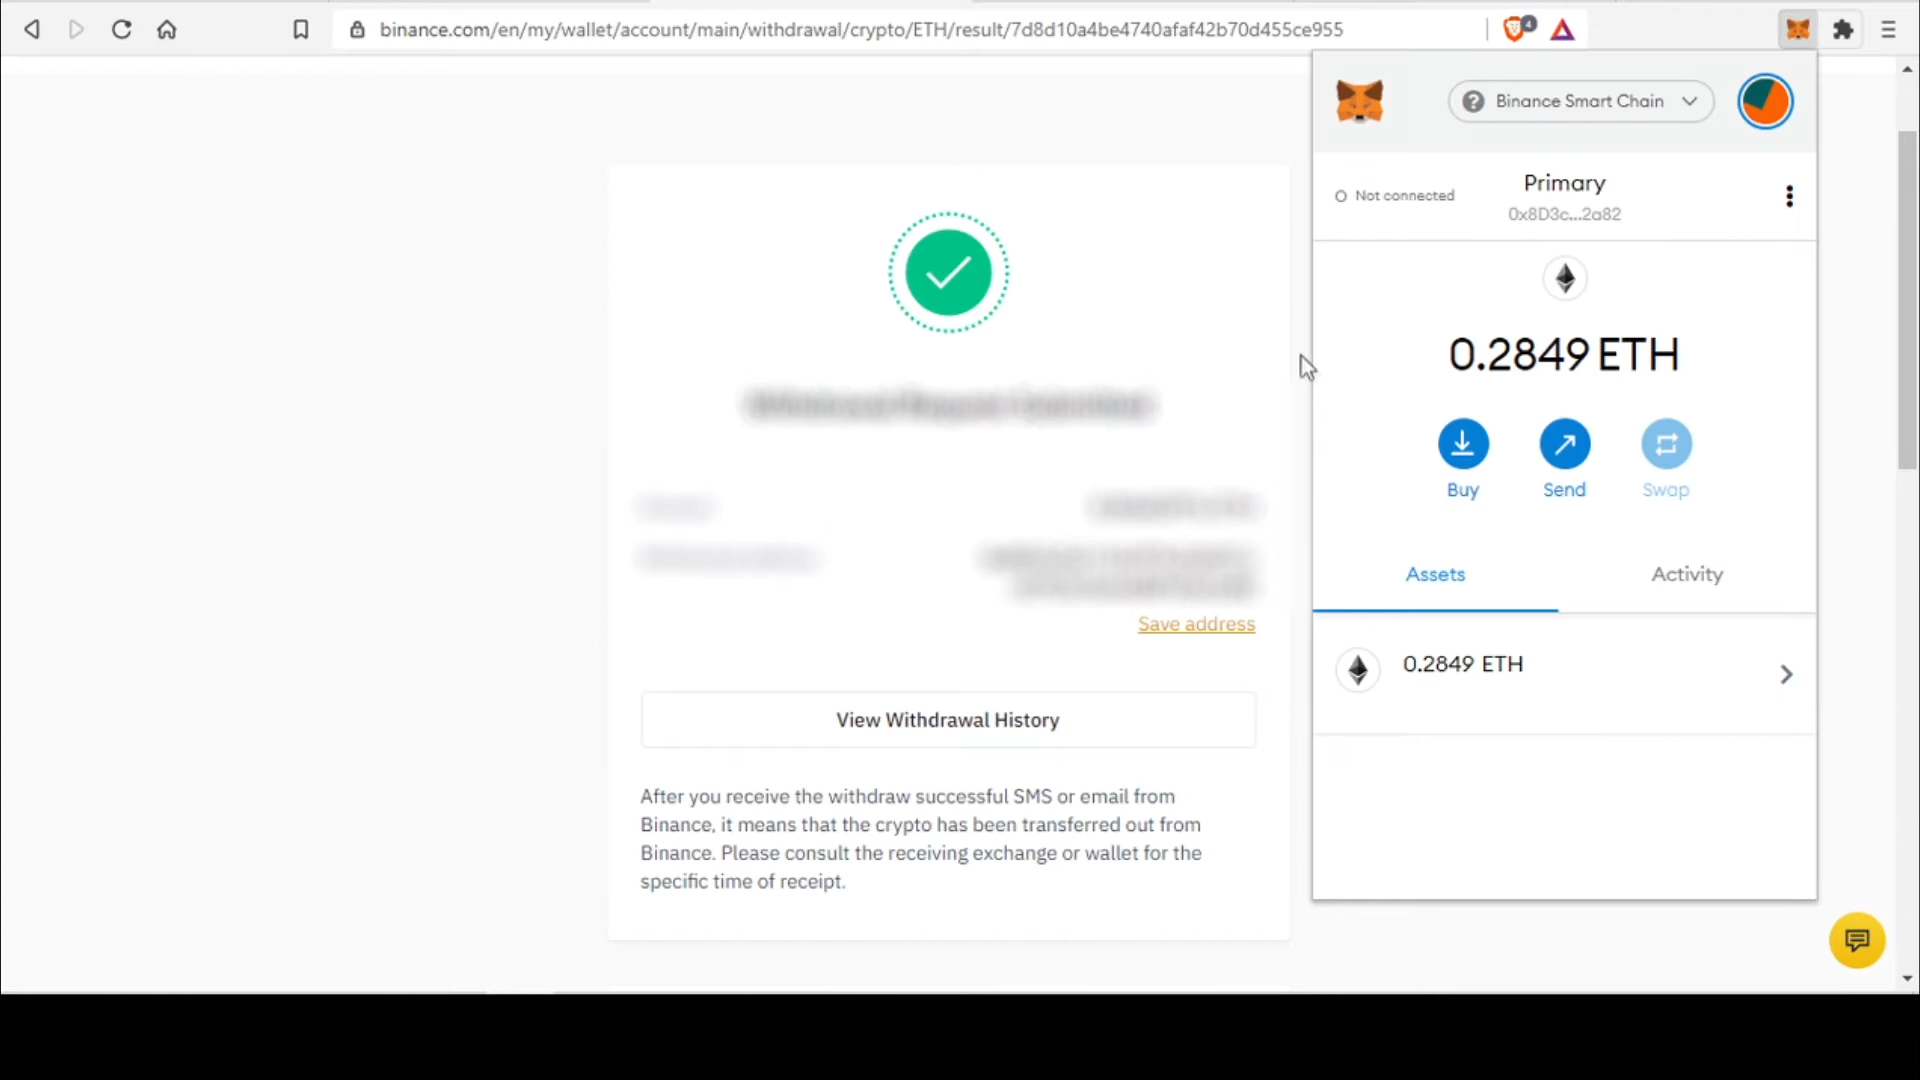 binance.com/en/my/wallet/account/main/withdrawal/crypto/ETH/result/7d8d10a4be4740afaf42b70d455ce955
4
Binance Smart Chain
Not connected
Primary
0x8D3c...2a82
0.2849 ETH
Buy
Send
Swap
Assets
Activity
0.2849 ETH
Save address
View Withdrawal History
After you receive the withdraw successful SMS or email from
Binance, it means that the crypto has been transferred out from
Binance. Please consult the receiving exchange or wallet for the
specific time of receipt.